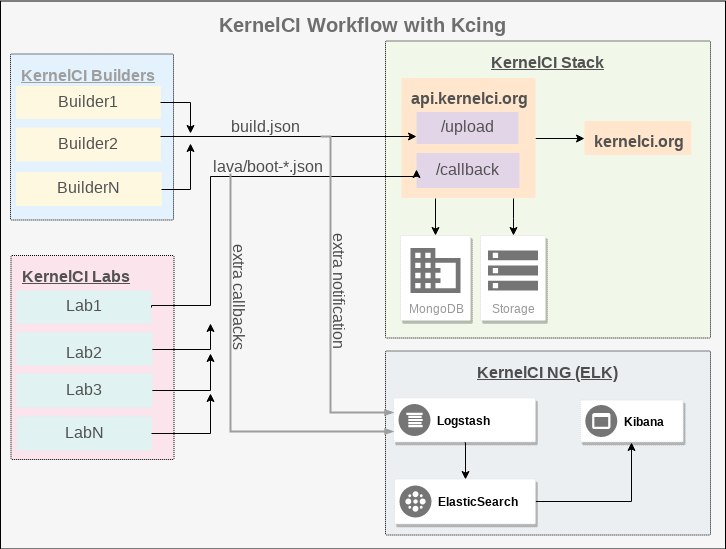 KernelCI Workflow with Kcing
KernelCI Builders
Builder1
Builder2
BuilderN
build.json
lava/boot-*.json
KernelCI Stack
api.kernelci.org
/upload
/callback
kernelci.org
MongoDB
Storage
KernelCI Labs
Lab1
Lab2
Lab3
LabN
extra callbacks
extra notification
KernelCI NG (ELK)
Logstash
Kibana
ElasticSearch